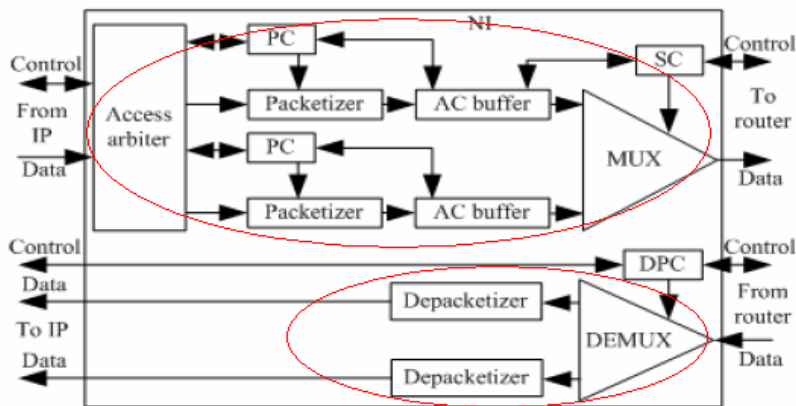 NI
Control
From
IP
Data
Access
arbiter
PC
Packetizer
AC buffer
PC
Packetizer
AC buffer
SC
MUX
Control
To
router
Data
Control
Data
To IP
Data
Depacketizer
Depacketizer
DPC
DEMUX
Control
From
router
Data